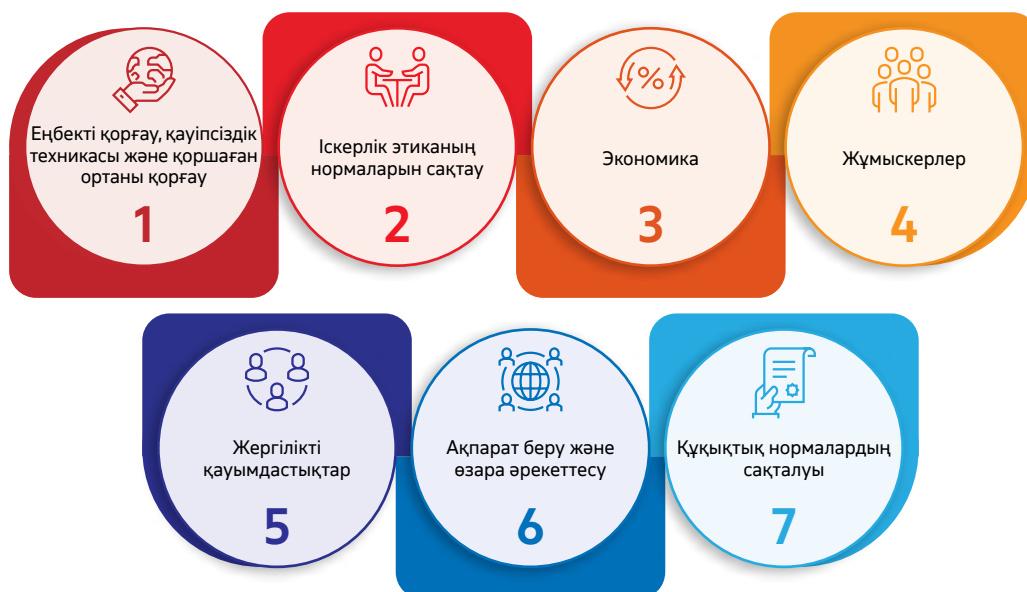 Еңбекті қорғау, қауіпсіздік
техникасы және қоршаған
ортаны қорғау
1
Іскерлік этиканың
нормаларын сақтау
2
%
Экономика
3
Жұмыскерлер
4
Жергілікті
қауымдастықтар
5
Ақпарат беру және
өзара әрекеттесу
6
Құқықтық нормалардың
сақталуы
7